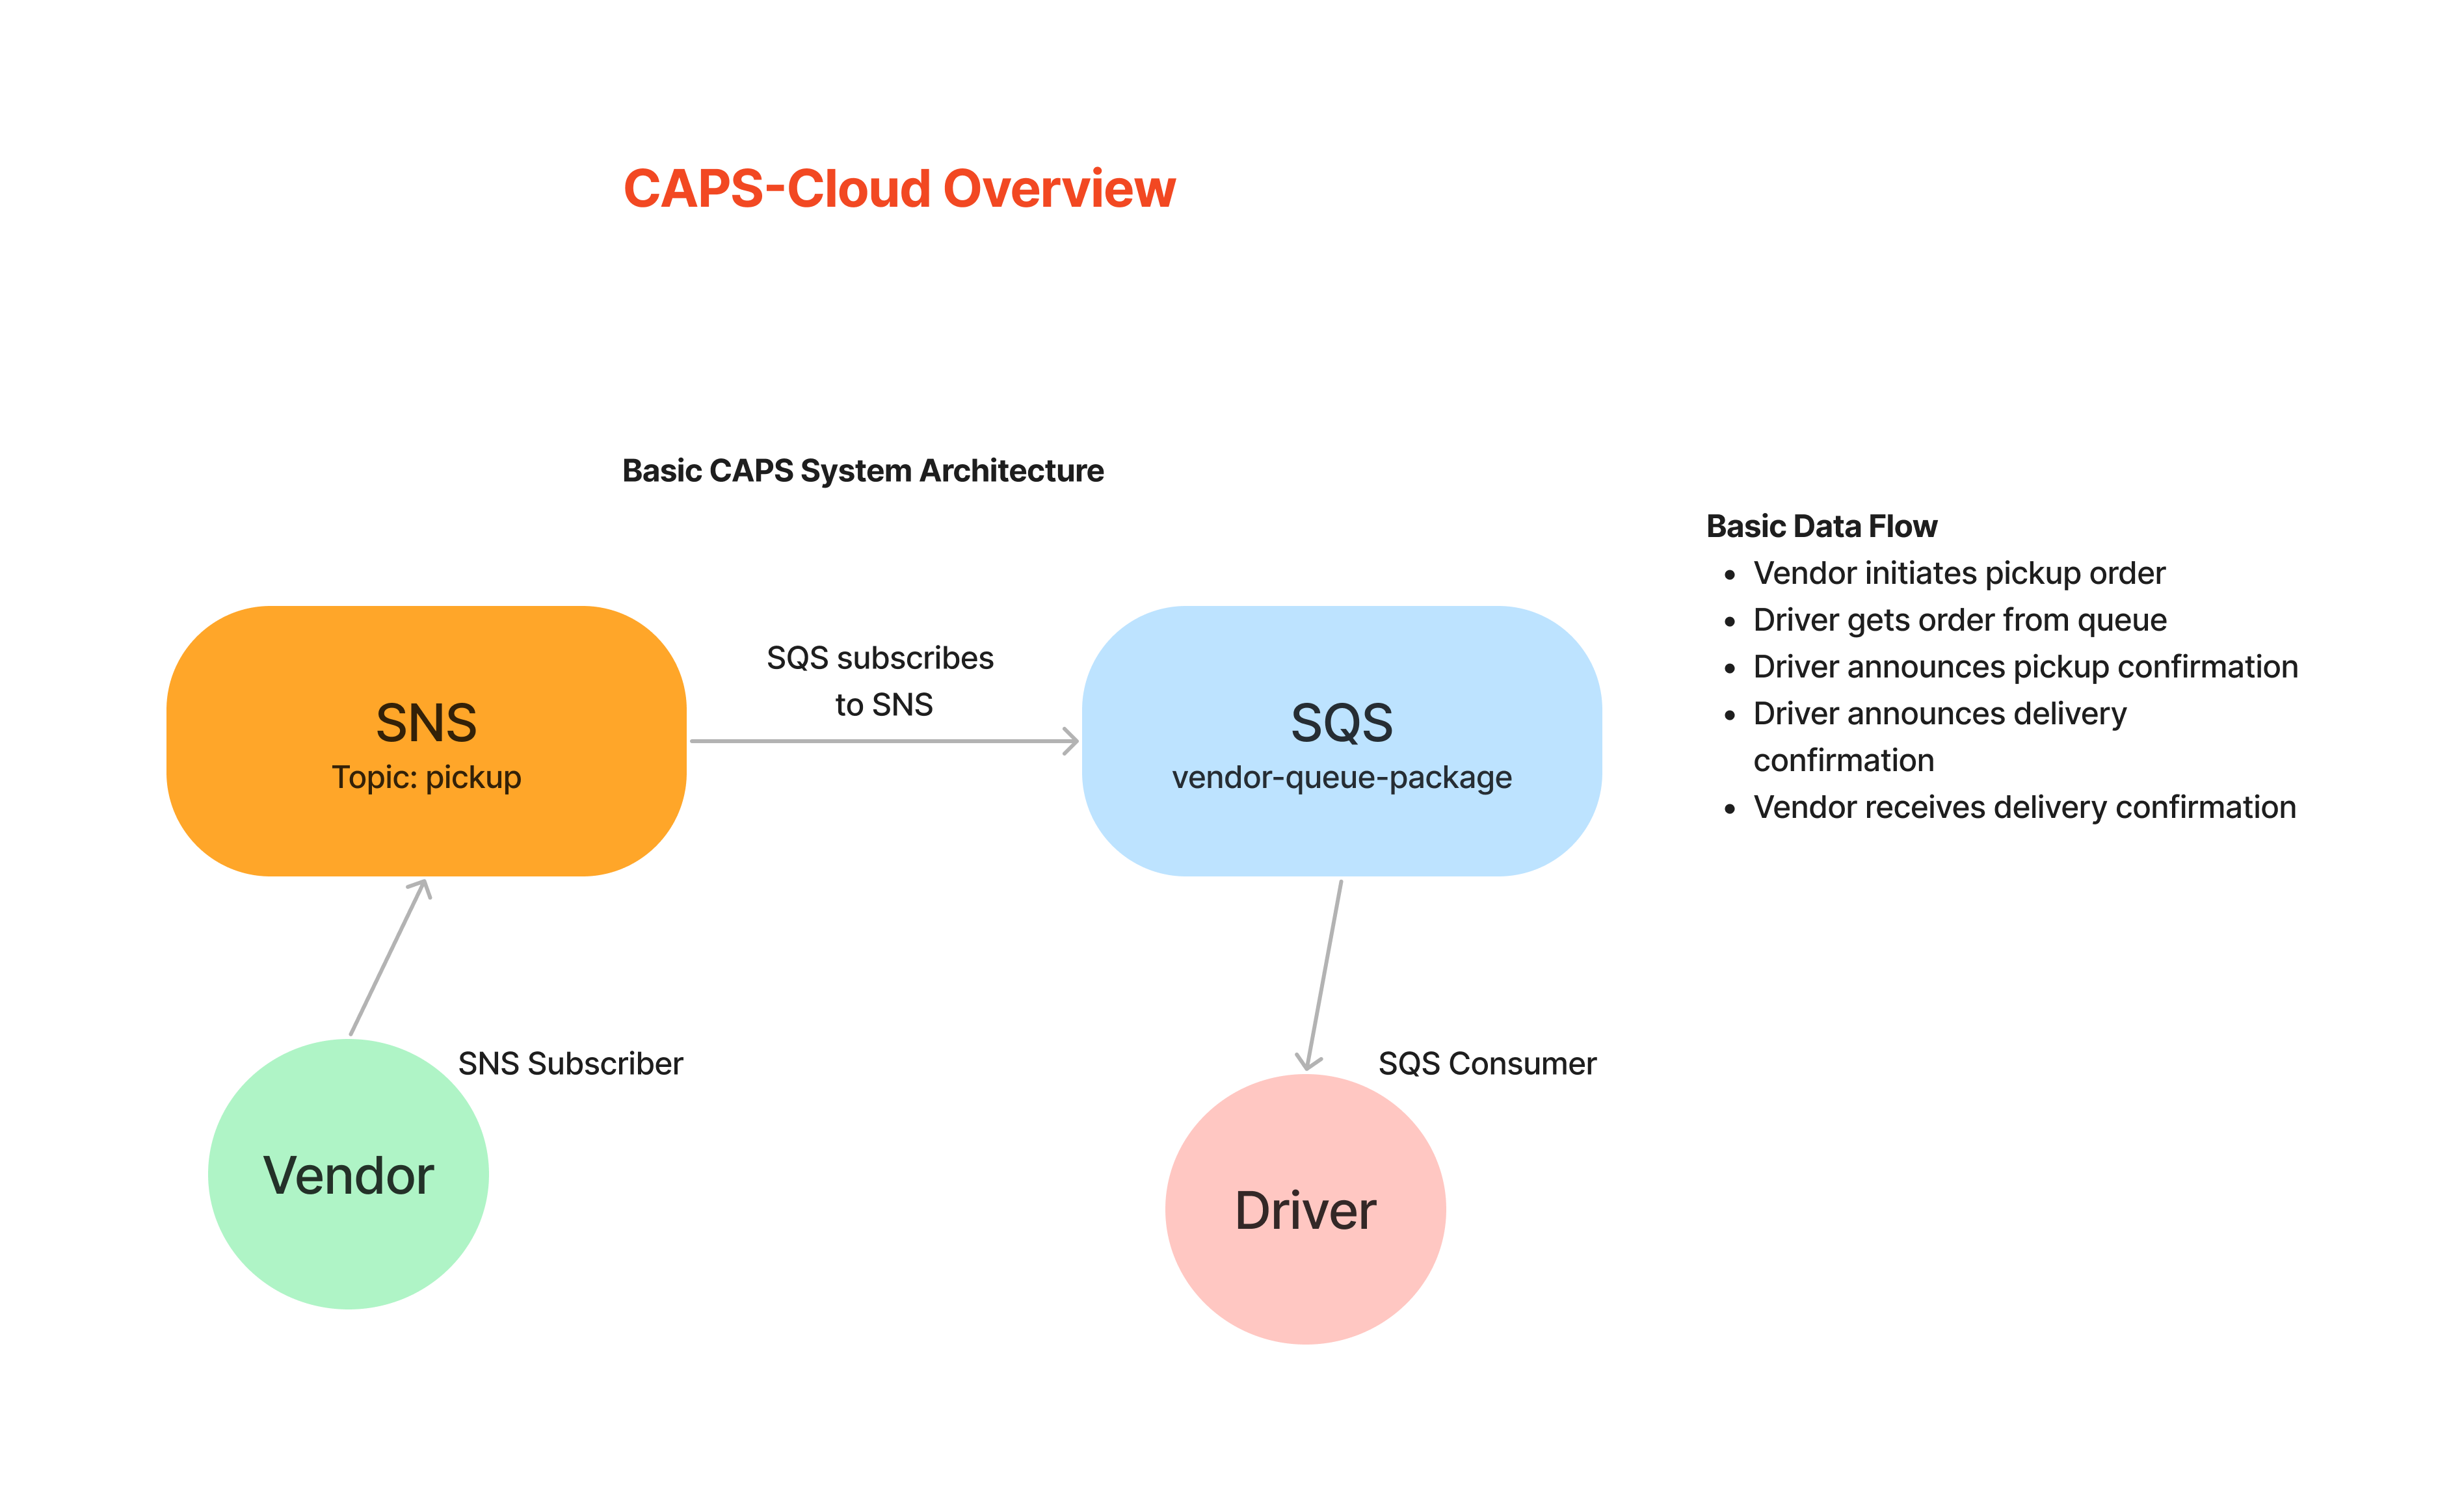 CAPS-Cloud Overview
Basic CAPS System Architecture
SNS
Topic: pickup
SQS subscribes
to SNS
SQS
vendor-queue-package
Basic Data Flow
• Vendor initiates pickup order
• Driver gets order from queue
• Driver announces pickup confirmation
• Driver announces delivery
confirmation
• Vendor receives delivery confirmation
SNS Subscriber
Vendor
SQS Consumer
Driver